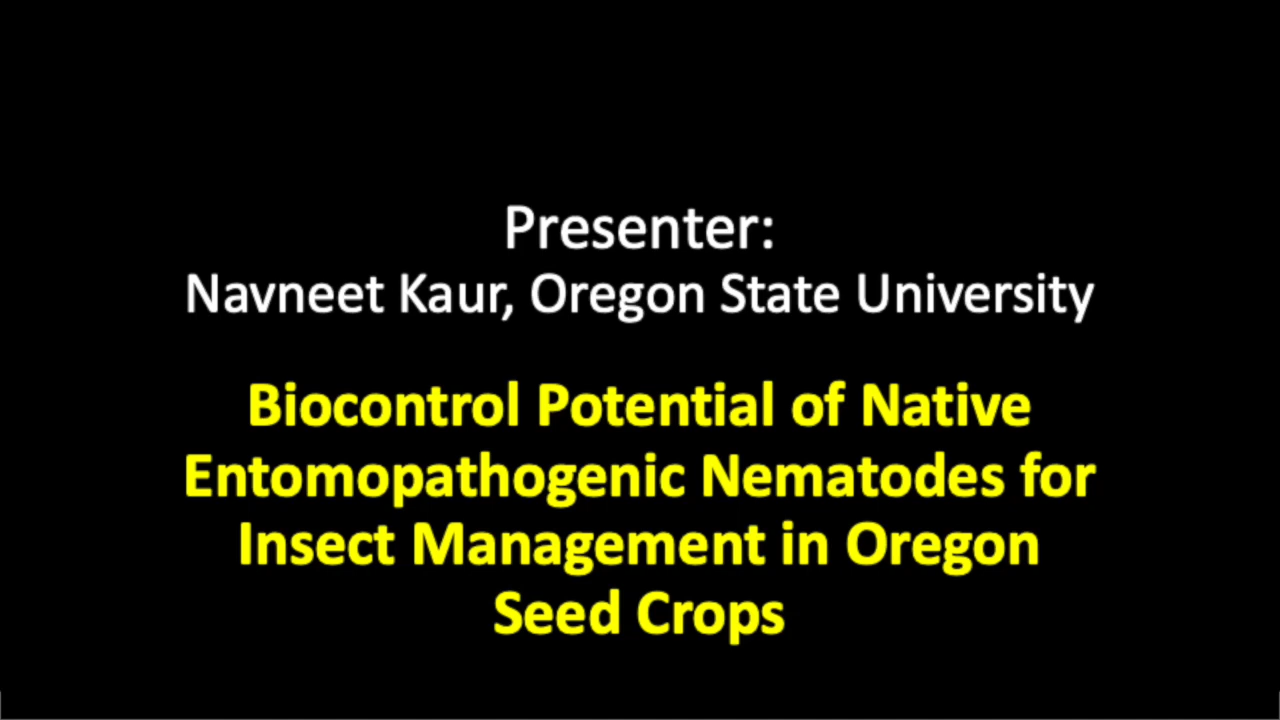 Presenter:
Navneet Kaur, Oregon State University
Biocontrol Potential of Native
Entomopathogenic Nematodes for
Insect Management in Oregon
Seed Crops